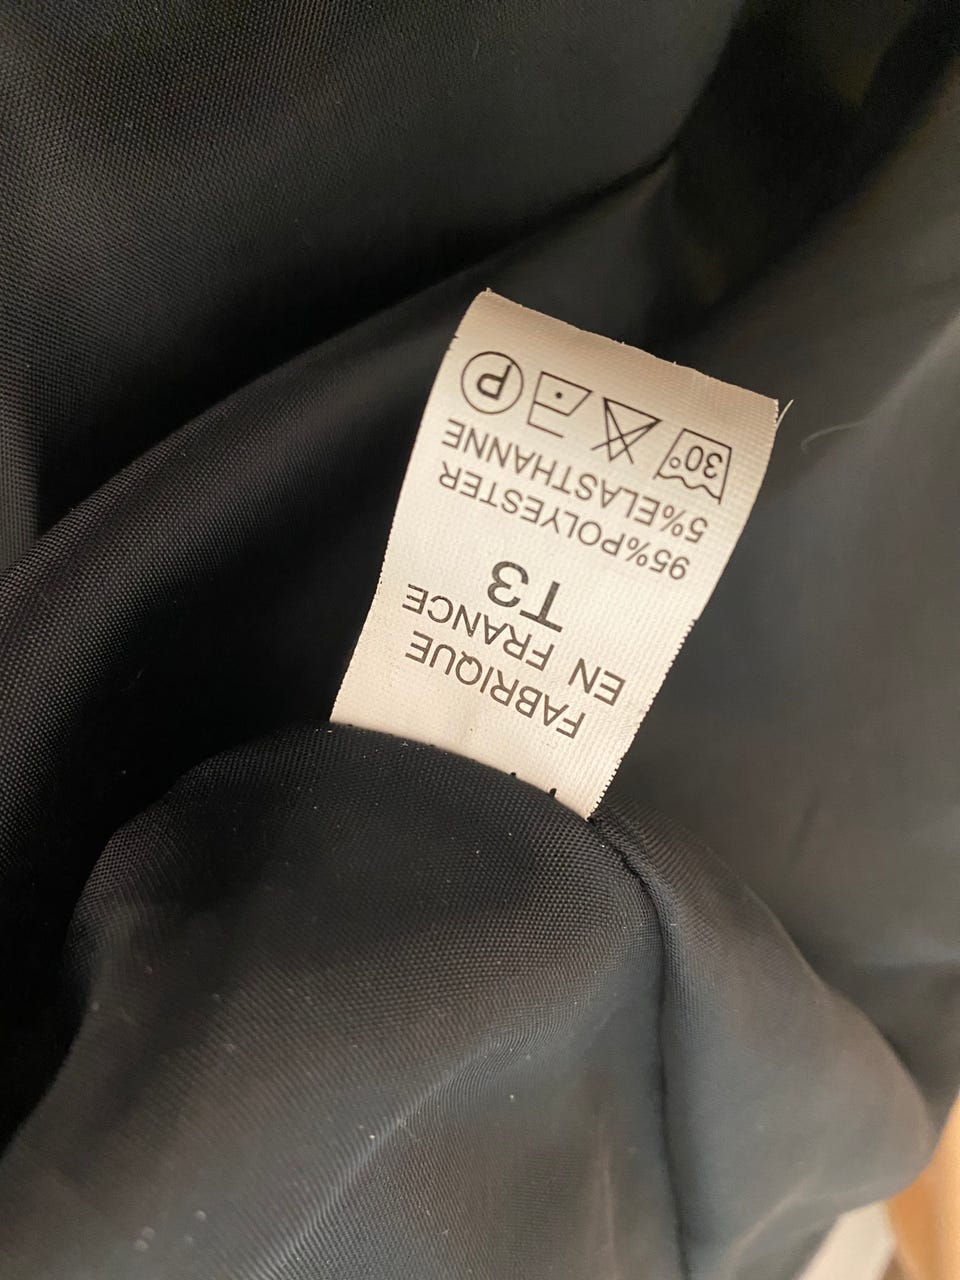 FABRIQUE
EN FRANCE
T3
95%POLYESTER
5%ELASTHANNE
30° P